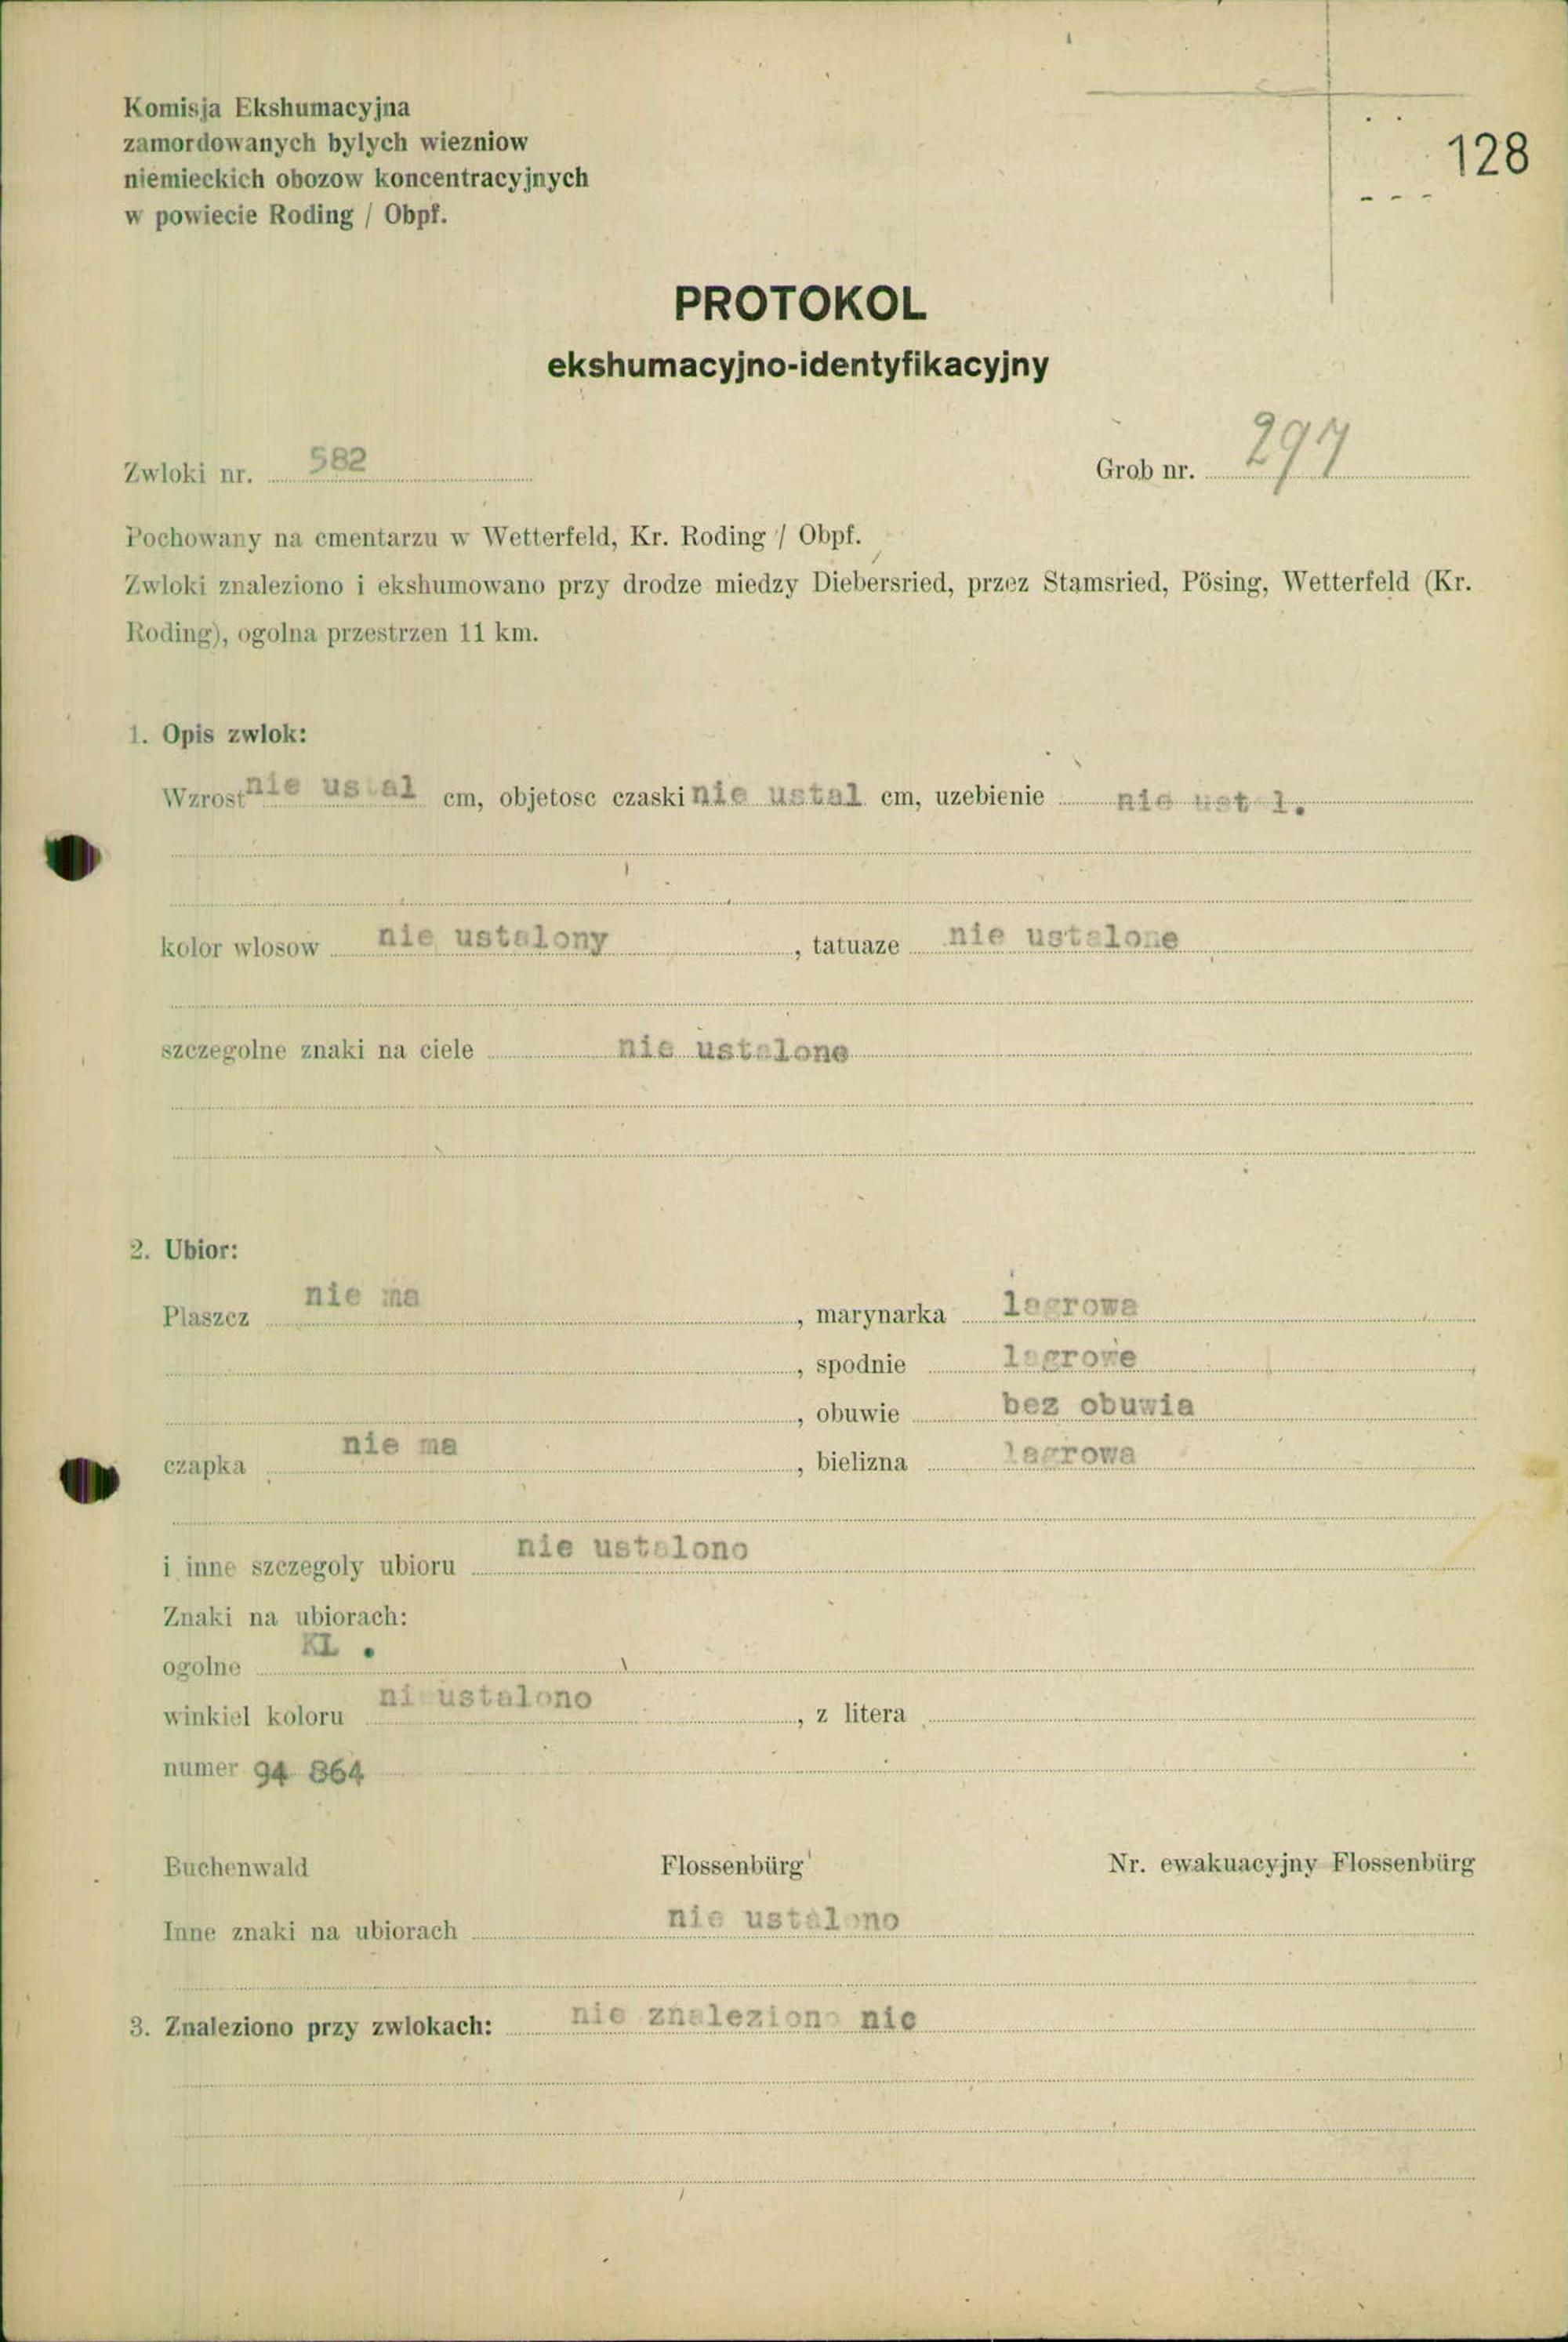 Komisja Ekshumacyjna
zamordowanych bylych wiezniow
niemieckich obozow koncentracyjnych
w powiecie Roding / Obpf.
128
PROTOKOL
ekshumacyjno-identyfikacyjny
Zwloki nr. 582 Grob nr.
Pochowany na cmentarzu w Wetterfeld, Kr. Roding / Obpf.
Zwloki znaleziono i ekshumowano przy drodze miedzy Diebersried, przez Stamsried, Pösing, Wetterfeld (Kr.
Roding), ogolna przestrzen 11 km.
1. Opis zwlok:
Wzrost nie ustal cm, objetosc czaski nie ustal cm, uzebienie nie ustal.
kolor wlosow nie ustalony, tatuaze nie ustalone
szczegolne znaki na ciele nie ustalono
2. Ubior:
Plaszcz nie ma, marynarka lagrowa
, spodnie lagrowe
, obuwie bez obuwia
czapka nie ma, bielizna lagrowa
i inne szczegoly ubioru nie ustalono
Znaki na ubiorach:
ogolne KL.
winkiel koloru nie ustalono, z litera
numer 94 864
Buchenwald Flossenbürg Nr. ewakuacyjny Flossenbürg
Inne znaki na ubiorach nie ustalono
3. Znaleziono przy zwlokach: nie znaleziono nic